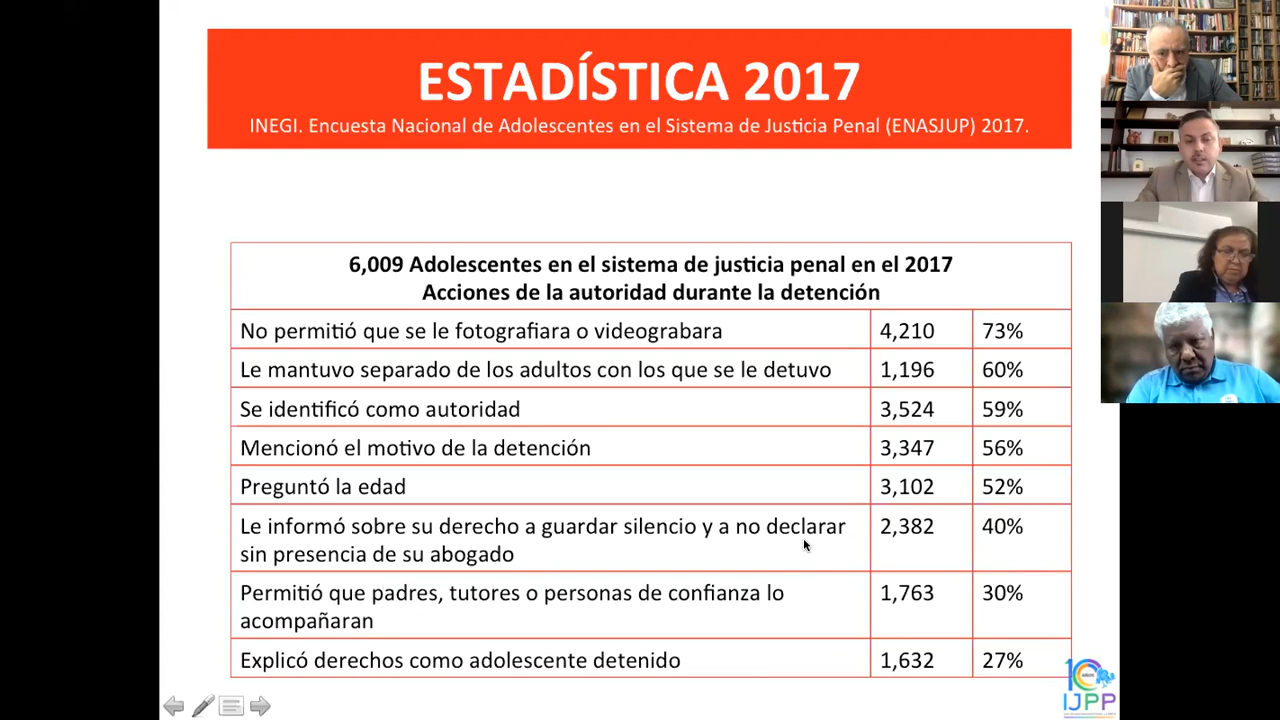 ESTADÍSTICA 2017
INEGI. Encuesta Nacional de Adolescentes en el Sistema de Justicia Penal (ENASJUP) 2017.
6,009 Adolescentes en el sistema de justicia penal en el 2017
Acciones de la autoridad durante la detención
No permitió que se le fotografiara o videograbara 4,210 73%
Le mantuvo separado de los adultos con los que se le detuvo 1,196 60%
Se identificó como autoridad 3,524 59%
Mencionó el motivo de la detención 3,347 56%
Preguntó la edad 3,102 52%
Le informó sobre su derecho a guardar silencio y a no declarar 2,382 40%
sin presencia de su abogado
Permitió que padres, tutores o personas de confianza lo 1,763 30%
acompañaran
Explicó derechos como adolescente detenido 1,632 27%
10 AÑOS
IJPP